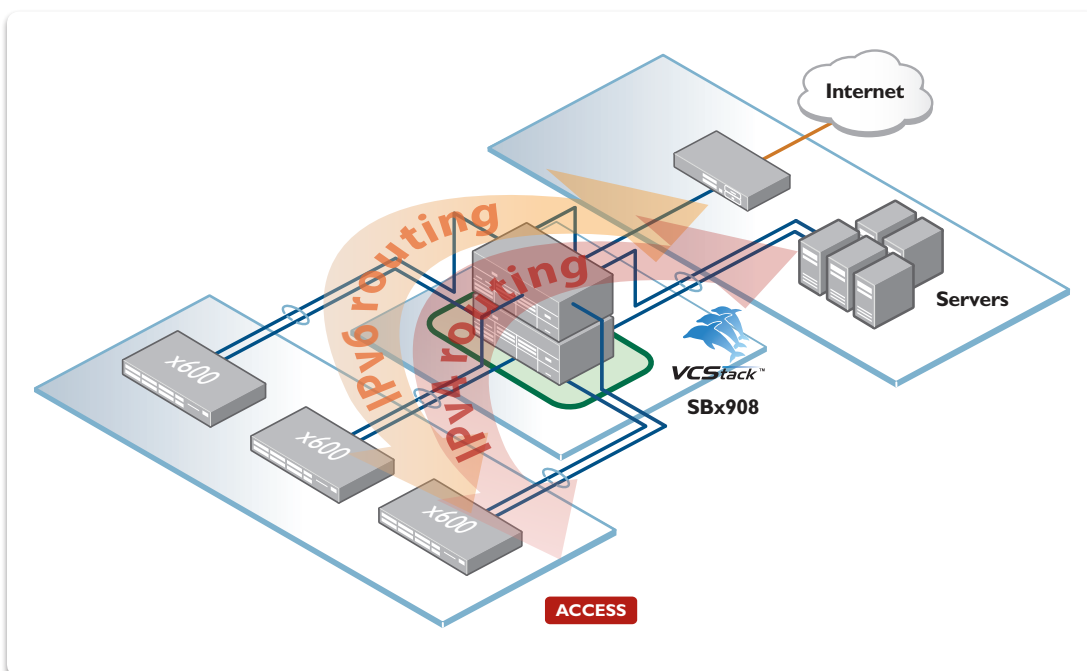 Internet
Servers
IPv6 routing
IPv4 routing
VCStack™
SBx908
x600
x600
x600
ACCESS